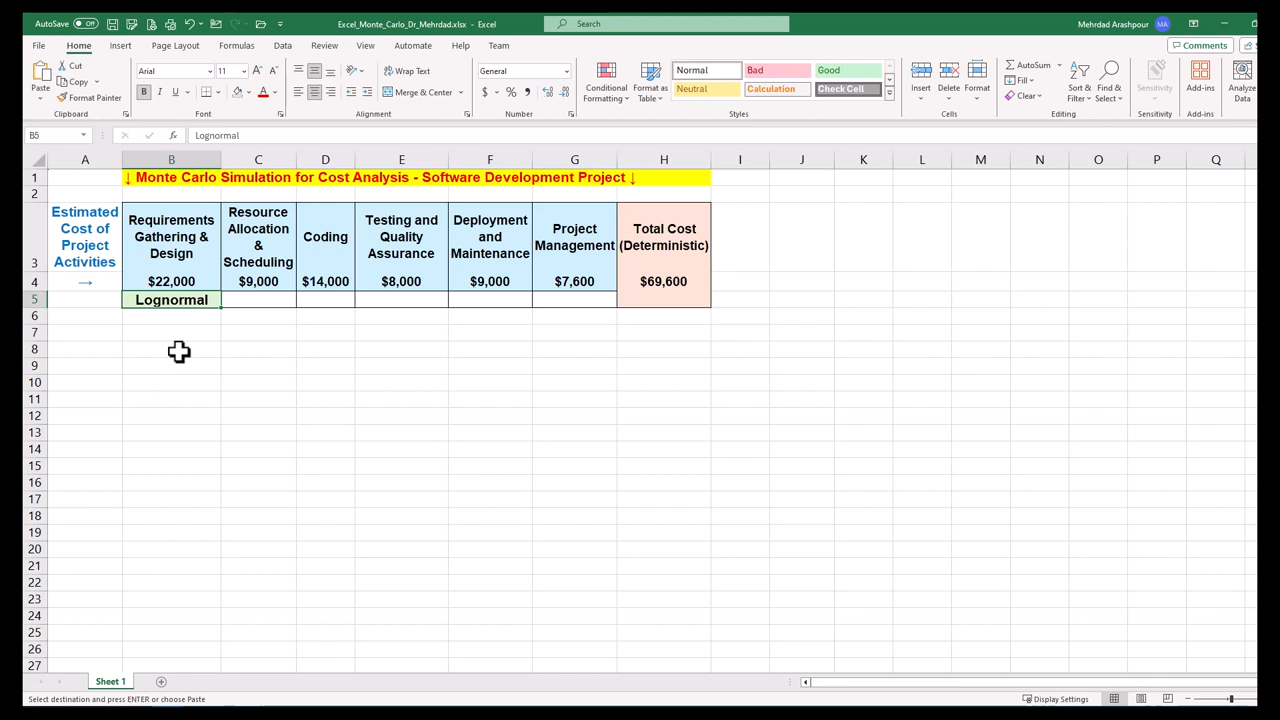 AutoSave Off Excel_Monte_Carlo_Dr_Mehrdad.xlsx - Excel Search Mehrdad Arashpour MA
File Home Insert Page Layout Formulas Data Review View Automate Help Team Comments
Paste Cut Copy Format Painter
Arial 11
B I U
Wrap Text
Merge & Center
General
$ % ,
Conditional Formatting Format as Table
Normal Bad Good
Neutral Calculation Check Cell
Insert Delete Format
AutoSum
Fill
Clear
Sort & Filter Find & Select
Sensitivity
Add-ins
Analyze Data
Clipboard Font Alignment Number Styles Cells Editing Sensitivity Add-ins
B5 fx Lognormal
A B C D E F G H I J K L M N O P Q
1 ↓ Monte Carlo Simulation for Cost Analysis - Software Development Project ↓
2
3
Estimated Cost of Project Activities
Requirements Gathering & Design
Resource Allocation & Scheduling
Coding
Testing and Quality Assurance
Deployment and Maintenance
Project Management
Total Cost (Deterministic)
4 → $22,000 $9,000 $14,000 $8,000 $9,000 $7,600 $69,600
5 Lognormal
6
7
8
9
10
11
12
13
14
15
16
17
18
19
20
21
22
23
24
25
26
27
Sheet 1
Select destination and press ENTER or choose Paste Display Settings